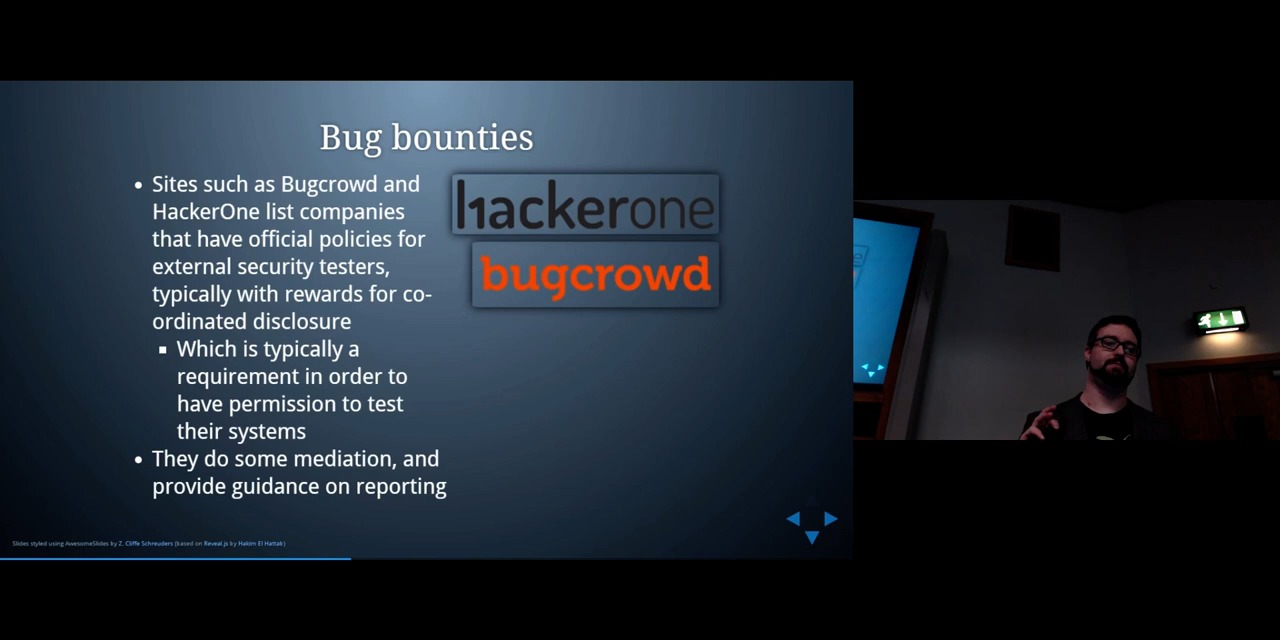 Bug bounties
Sites such as Bugcrowd and
HackerOne list companies
that have official policies for
external security testers,
typically with rewards for co-
ordinated disclosure
Which is typically a
requirement in order to
have permission to test
their systems
They do some mediation, and
provide guidance on reporting
hackerone
bugcrowd
Slides styled using AwesomeSlides by Z. Cliffe Schreuders (based on Reveal.js by Hakim El Hattab)